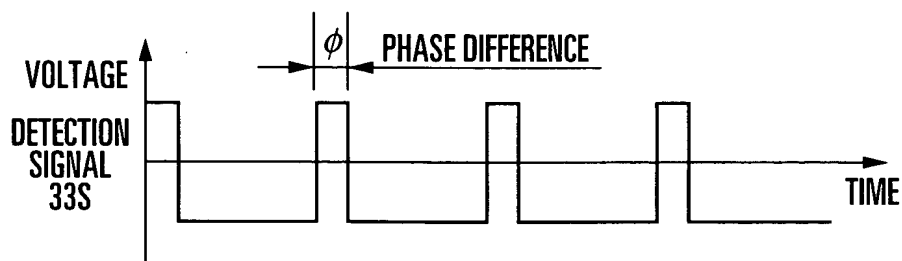 ϕ PHASE DIFFERENCE
VOLTAGE
DETECTION
SIGNAL
33S
TIME